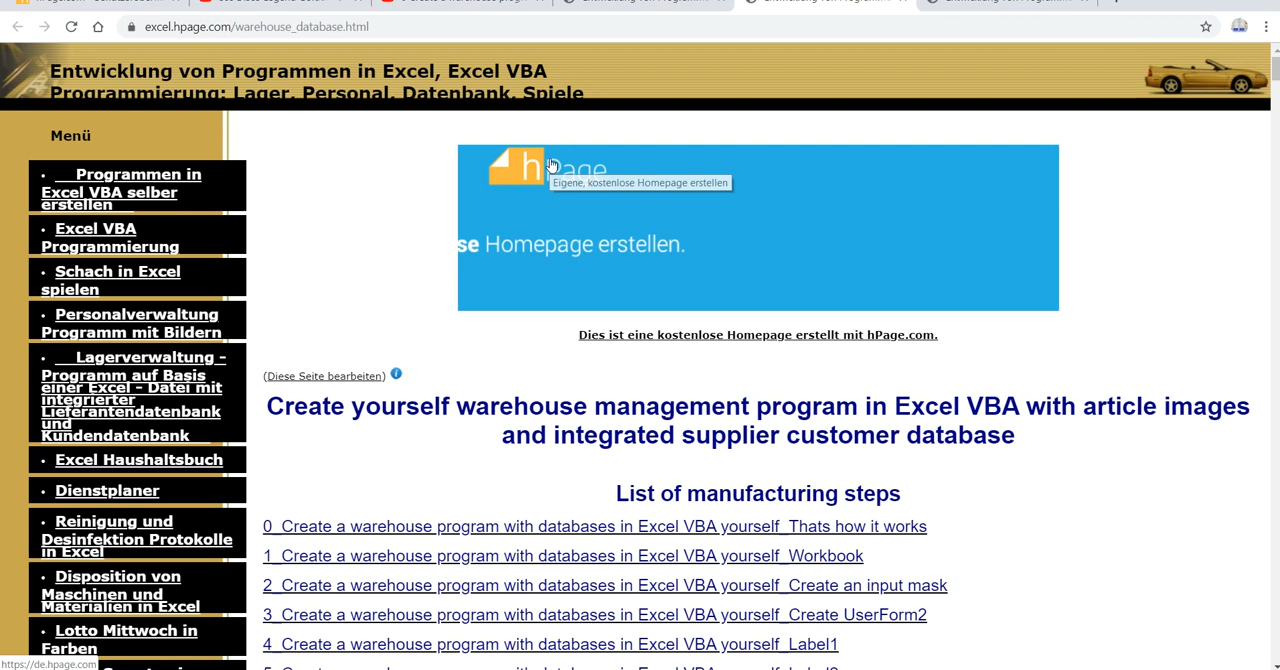 excel.hpage.com/warehouse_database.html
Entwicklung von Programmen in Excel, Excel VBA
Programmierung: Lager, Personal, Datenbank, Spiele
Menü
• Programmen in
Excel VBA selber
erstellen
• Excel VBA
Programmierung
• Schach in Excel
spielen
• Personalverwaltung
Programm mit Bildern
• Lagerverwaltung -
Programm auf Basis
einer Excel - Datei mit
integrierter
Lieferantendatenbank
und
Kundendatenbank
• Excel Haushaltsbuch
• Dienstplaner
• Reinigung und
Desinfektion Protokolle
in Excel
• Disposition von
Maschinen und
Materialien in Excel
• Lotto Mittwoch in
Farben
https://de.hpage.com
hPage
Eigene, kostenlose Homepage erstellen
se Homepage erstellen.
Dies ist eine kostenlose Homepage erstellt mit hPage.com.
(Diese Seite bearbeiten) i
Create yourself warehouse management program in Excel VBA with article images
and integrated supplier customer database
List of manufacturing steps
0_Create a warehouse program with databases in Excel VBA yourself_Thats how it works
1_Create a warehouse program with databases in Excel VBA yourself_Workbook
2_Create a warehouse program with databases in Excel VBA yourself_Create an input mask
3_Create a warehouse program with databases in Excel VBA yourself_Create UserForm2
4_Create a warehouse program with databases in Excel VBA yourself_Label1